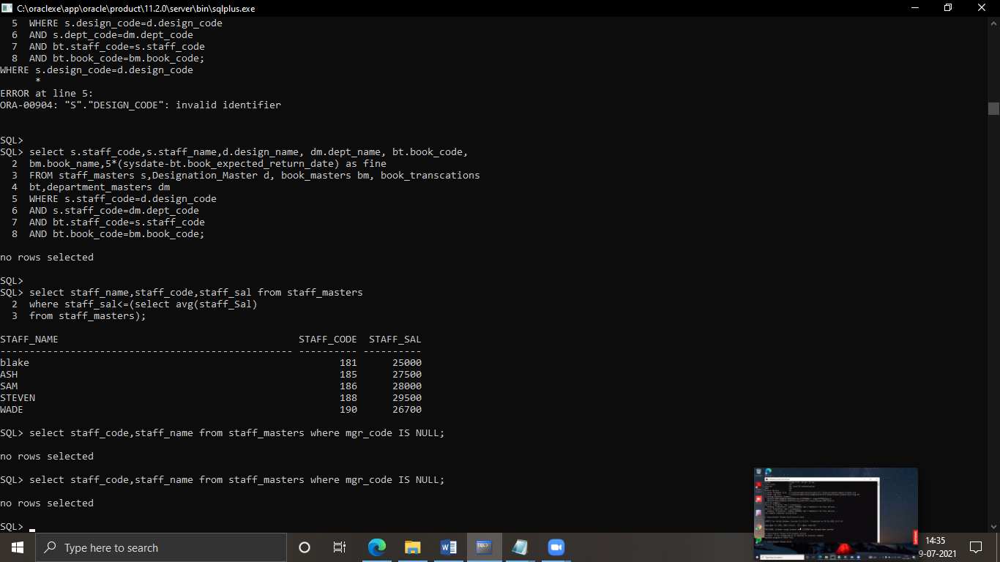 C:\oraclexe\app\oracle\product\11.2.0\server\bin\sqlplus.exe
5 WHERE s.design_code=d.design_code
6 AND s.dept_code=dm.dept_code
7 AND bt.staff_code=s.staff_code
8 AND bt.book_code=bm.book_code;
WHERE s.design_code=d.design_code
*
ERROR at line 5:
ORA-00904: "S"."DESIGN_CODE": invalid identifier
SQL>
SQL> select s.staff_code,s.staff_name,d.design_name, dm.dept_name, bt.book_code,
2 bm.book_name,5*(sysdate-bt.book_expected_return_date) as fine
3 FROM staff_masters s,Designation_Master d, book_masters bm, book_transcations
4 bt,department_masters dm
5 WHERE s.staff_code=d.design_code
6 AND s.staff_code=dm.dept_code
7 AND bt.staff_code=s.staff_code
8 AND bt.book_code=bm.book_code;
no rows selected
SQL>
SQL> select staff_name,staff_code,staff_sal from staff_masters
2 where staff_sal<=(select avg(staff_Sal)
3 from staff_masters);
STAFF_NAME STAFF_CODE STAFF_SAL
-------------------------------------------------- ---------- ----------
blake 181 25000
ASH 185 27500
SAM 186 28000
STEVEN 188 29500
WADE 190 26700
SQL> select staff_code,staff_name from staff_masters where mgr_code IS NULL;
no rows selected
SQL> select staff_code,staff_name from staff_masters where mgr_code IS NULL;
no rows selected
SQL>
Type here to search
14:35
9-07-2021